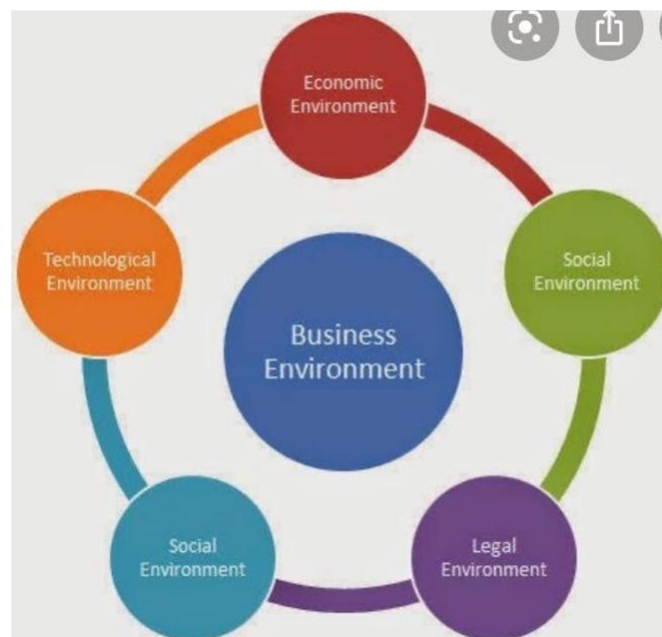 Economic
Environment
Technological
Environment
Social
Environment
Business
Environment
Social
Environment
Legal
Environment